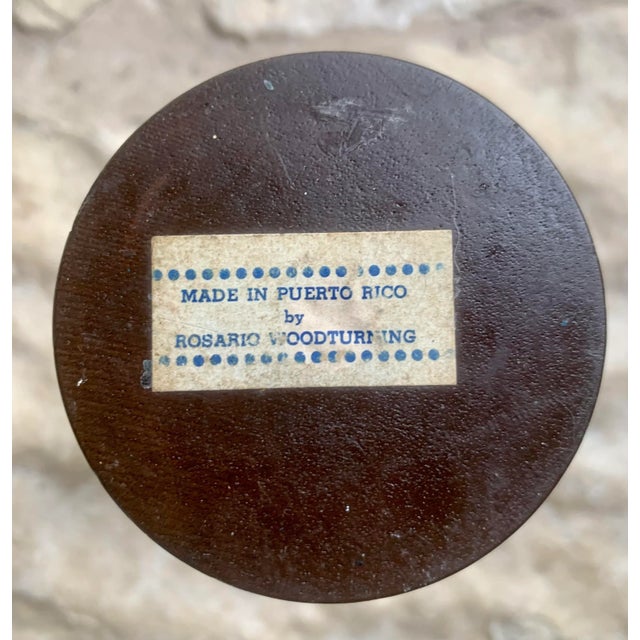 MADE IN PUERTO RICO
by
ROSARIO WOODTURNING